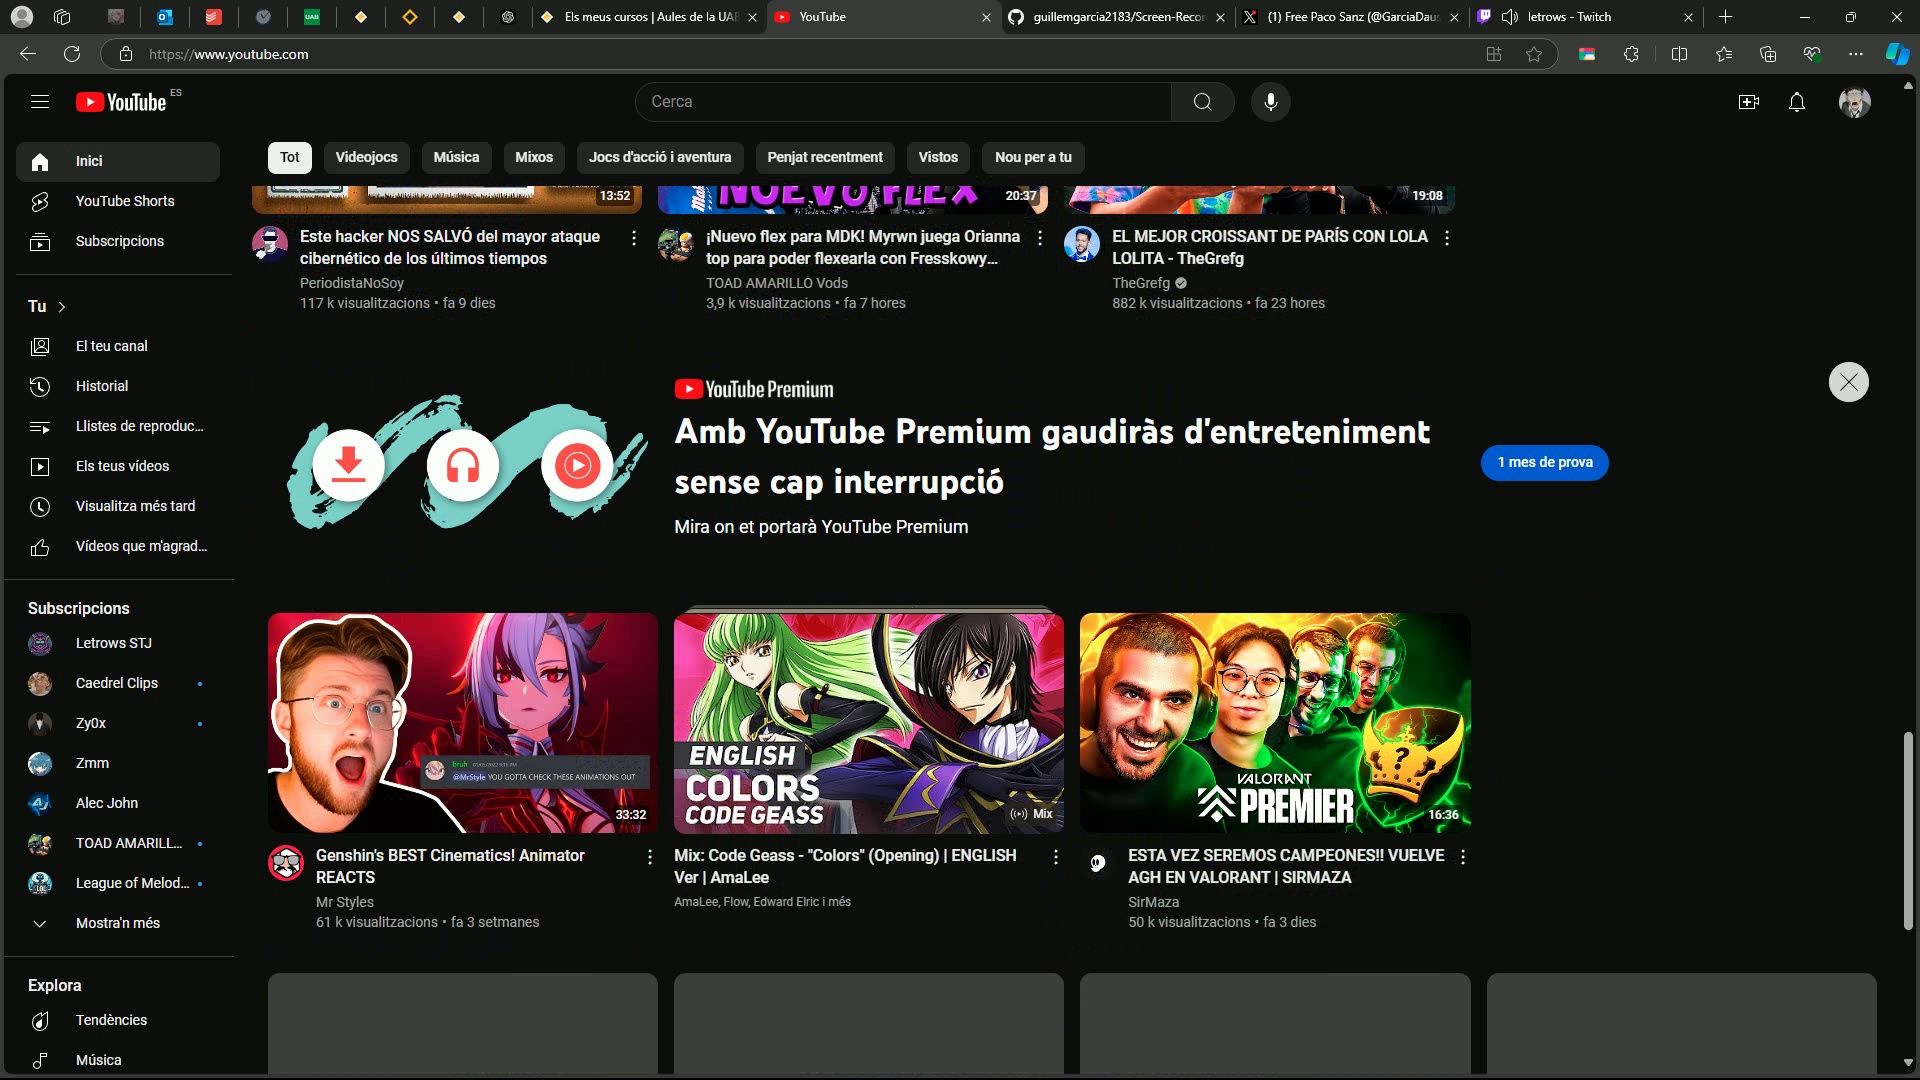 Els meus cursos | Aules de la UAB
YouTube
guillemgarcia2183/Screen-Recor
(1) Free Paco Sanz (@GarciaDaus
letrows - Twitch
https://www.youtube.com
YouTube ES
Cerca
Tot
Videojocs
Música
Mixos
Jocs d'acció i aventura
Penjat recentment
Vistos
Nou per a tu
Inici
YouTube Shorts
Subscripcions
Tu
El teu canal
Historial
Llistes de reproduc...
Els teus vídeos
Visualitza més tard
Vídeos que m'agrad...
Subscripcions
Letrows STJ
Caedrel Clips
Zy0x
Zmm
Alec John
TOAD AMARILL...
League of Melod...
Mostra'n més
Explora
Tendències
Música
13:52
Este hacker NOS SALVÓ del mayor ataque
cibernético de los últimos tiempos
PeriodistaNoSoy
117 k visualitzacions • fa 9 dies
NUEVO FLEX
20:37
¡Nuevo flex para MDK! Myrwn juega Orianna
top para poder flexearla con Fresskowy...
TOAD AMARILLO Vods
3,9 k visualitzacions • fa 7 hores
19:08
EL MEJOR CROISSANT DE PARÍS CON LOLA
LOLITA - TheGrefg
TheGrefg
882 k visualitzacions • fa 23 hores
YouTube Premium
Amb YouTube Premium gaudiràs d'entreteniment
sense cap interrupció
Mira on et portarà YouTube Premium
1 mes de prova
bruh
@MrStyle YOU GOTTA CHECK THESE ANIMATIONS OUT
33:32
Genshin's BEST Cinematics! Animator
REACTS
Mr Styles
61 k visualitzacions • fa 3 setmanes
ENGLISH
COLORS
CODE GEASS
Mix
Mix: Code Geass - "Colors" (Opening) | ENGLISH
Ver | AmaLee
AmaLee, Flow, Edward Elric i més
?
VALORANT
PREMIER
16:36
ESTA VEZ SEREMOS CAMPEONES!! VUELVE
AGH EN VALORANT | SIRMAZA
SirMaza
50 k visualitzacions • fa 3 dies